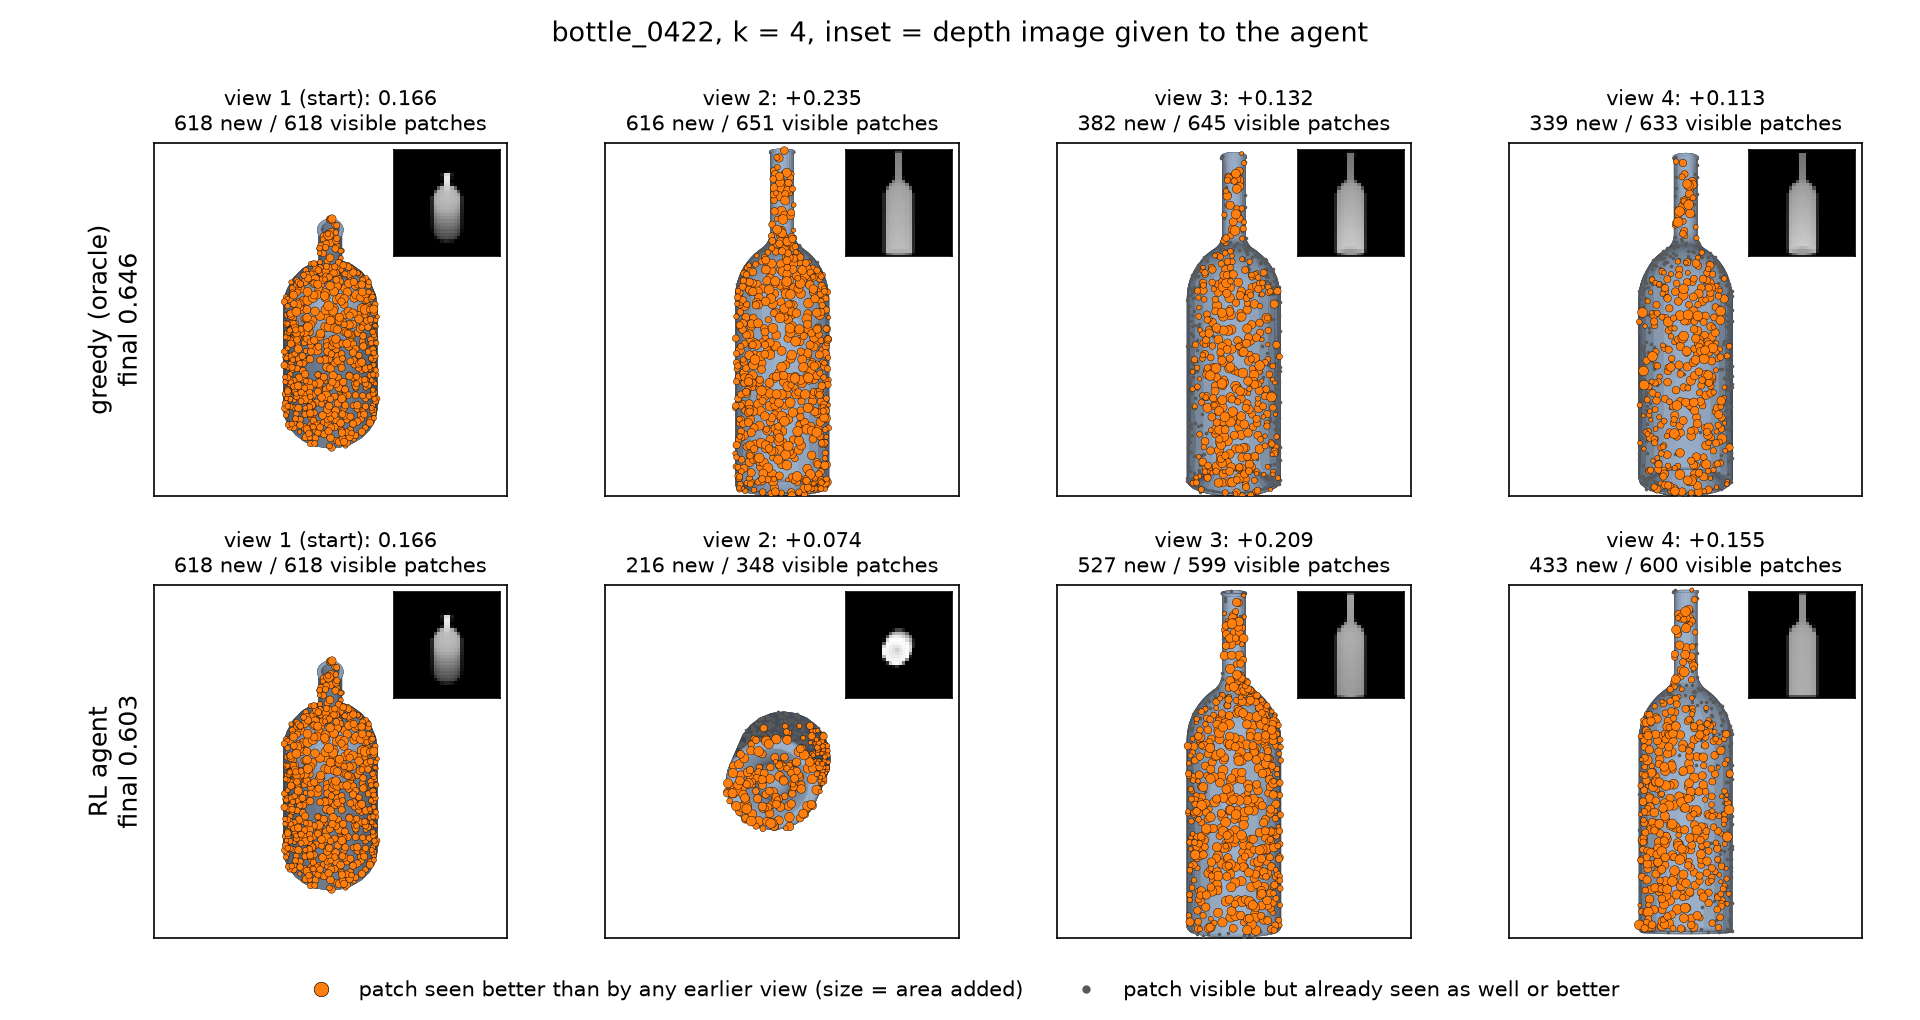 bottle_0422, k = 4, inset = depth image given to the agent
greedy (oracle)
final 0.646
view 1 (start): 0.166
618 new / 618 visible patches
view 2: +0.235
616 new / 651 visible patches
view 3: +0.132
382 new / 645 visible patches
view 4: +0.113
339 new / 633 visible patches
RL agent
final 0.603
view 1 (start): 0.166
618 new / 618 visible patches
view 2: +0.074
216 new / 348 visible patches
view 3: +0.209
527 new / 599 visible patches
view 4: +0.155
433 new / 600 visible patches
patch seen better than by any earlier view (size = area added)
patch visible but already seen as well or better